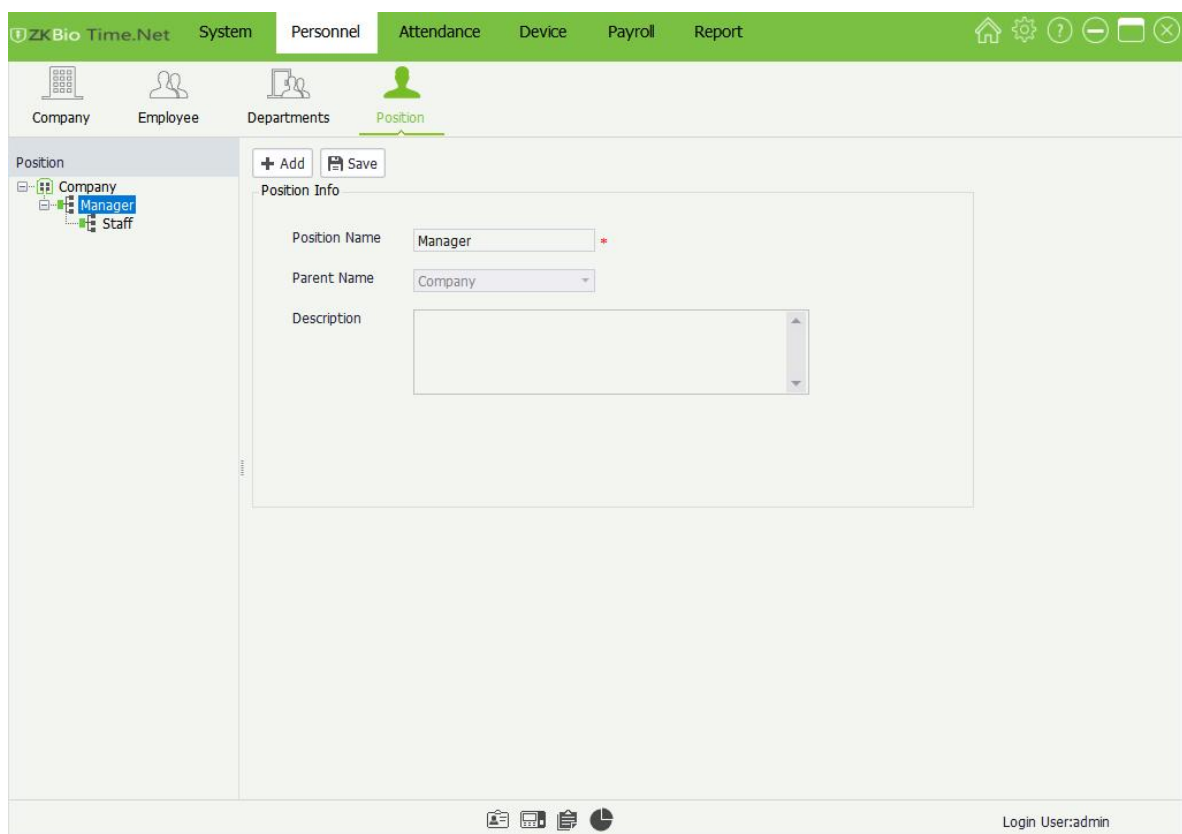 ZKBio Time.Net System Personnel Attendance Device Payroll Report
Company Employee Departments Position
Position
Company
Manager
Staff
Add Save
Position Info
Position Name Manager *
Parent Name Company
Description
Login User:admin